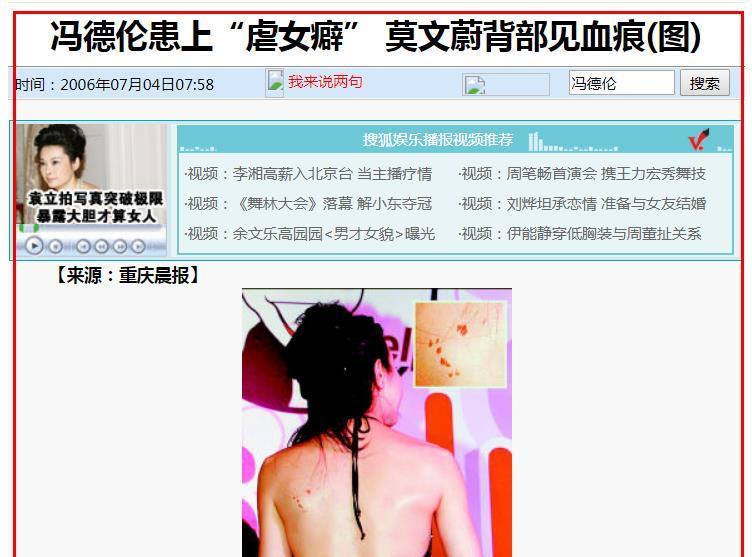 冯德伦患上“虐女癖” 莫文蔚背部见血痕(图)
时间：2006年07月04日07:58 我来说两句 冯德伦 搜索
袁立拍写真突破极限
暴露大胆才算女人
搜狐娱乐播报视频推荐
·视频：李湘高薪入北京台 当主播疗情 ·视频：周笔畅首演会 携王力宏秀舞技
·视频：《舞林大会》落幕 解小东夺冠 ·视频：刘烨坦承恋情 准备与女友结婚
·视频：余文乐高园园<男才女貌>曝光 ·视频：伊能静穿低胸装与周董扯关系
【来源：重庆晨报】